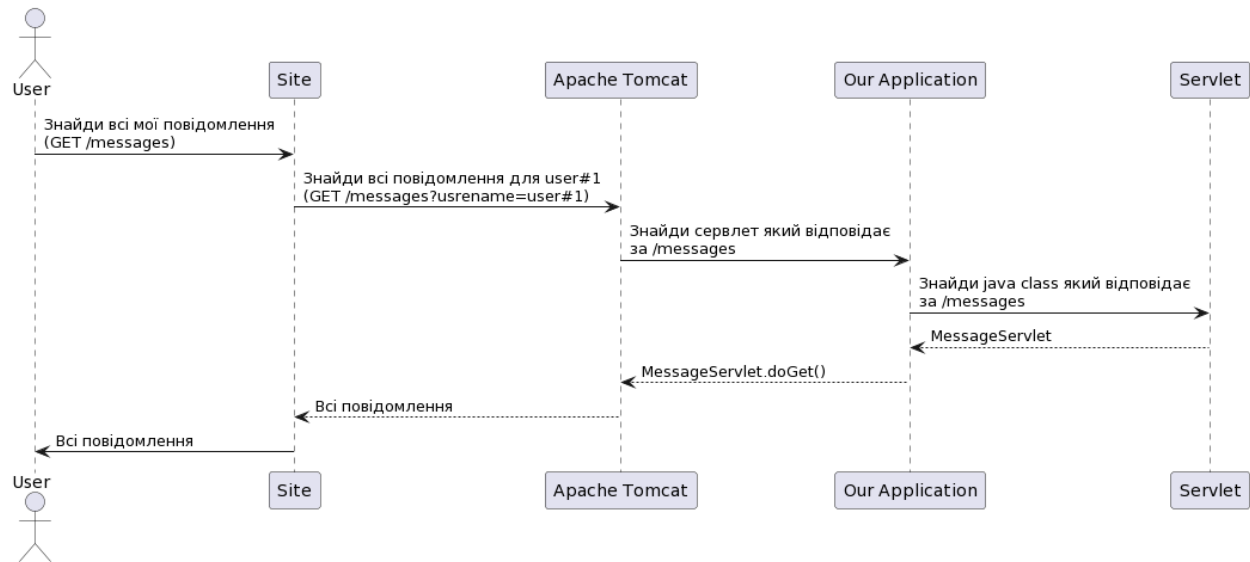 User
Site
Apache Tomcat
Our Application
Servlet
Знайди всі мої повідомлення
(GET /messages)
Знайди всі повідомлення для user#1
(GET /messages?usrename=user#1)
Знайди сервлет який відповідає
за /messages
Знайди java class який відповідає
за /messages
MessageServlet
MessageServlet.doGet()
Всі повідомлення
Всі повідомлення
User
Site
Apache Tomcat
Our Application
Servlet